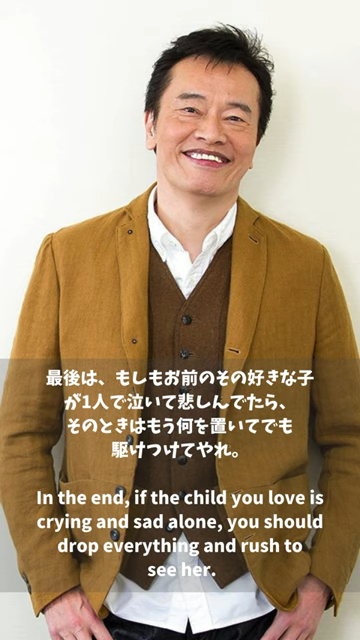 最後は、もしもお前のその好きな子
が1人で泣いて悲しんでたら、
そのときはもう何を置いてでも
駆けつけてやれ。
In the end, if the child you love is
crying and sad alone, you should
drop everything and rush to
see her.